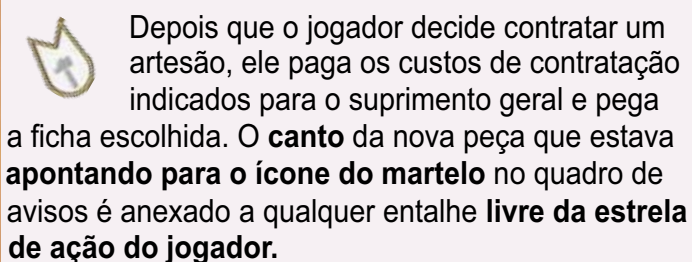 Depois que o jogador decide contratar um
artesão, ele paga os custos de contratação
indicados para o suprimento geral e pega
a ficha escolhida. O canto da nova peça que estava
apontando para o ícone do martelo no quadro de
avisos é anexado a qualquer entalhe livre da estrela
de ação do jogador.